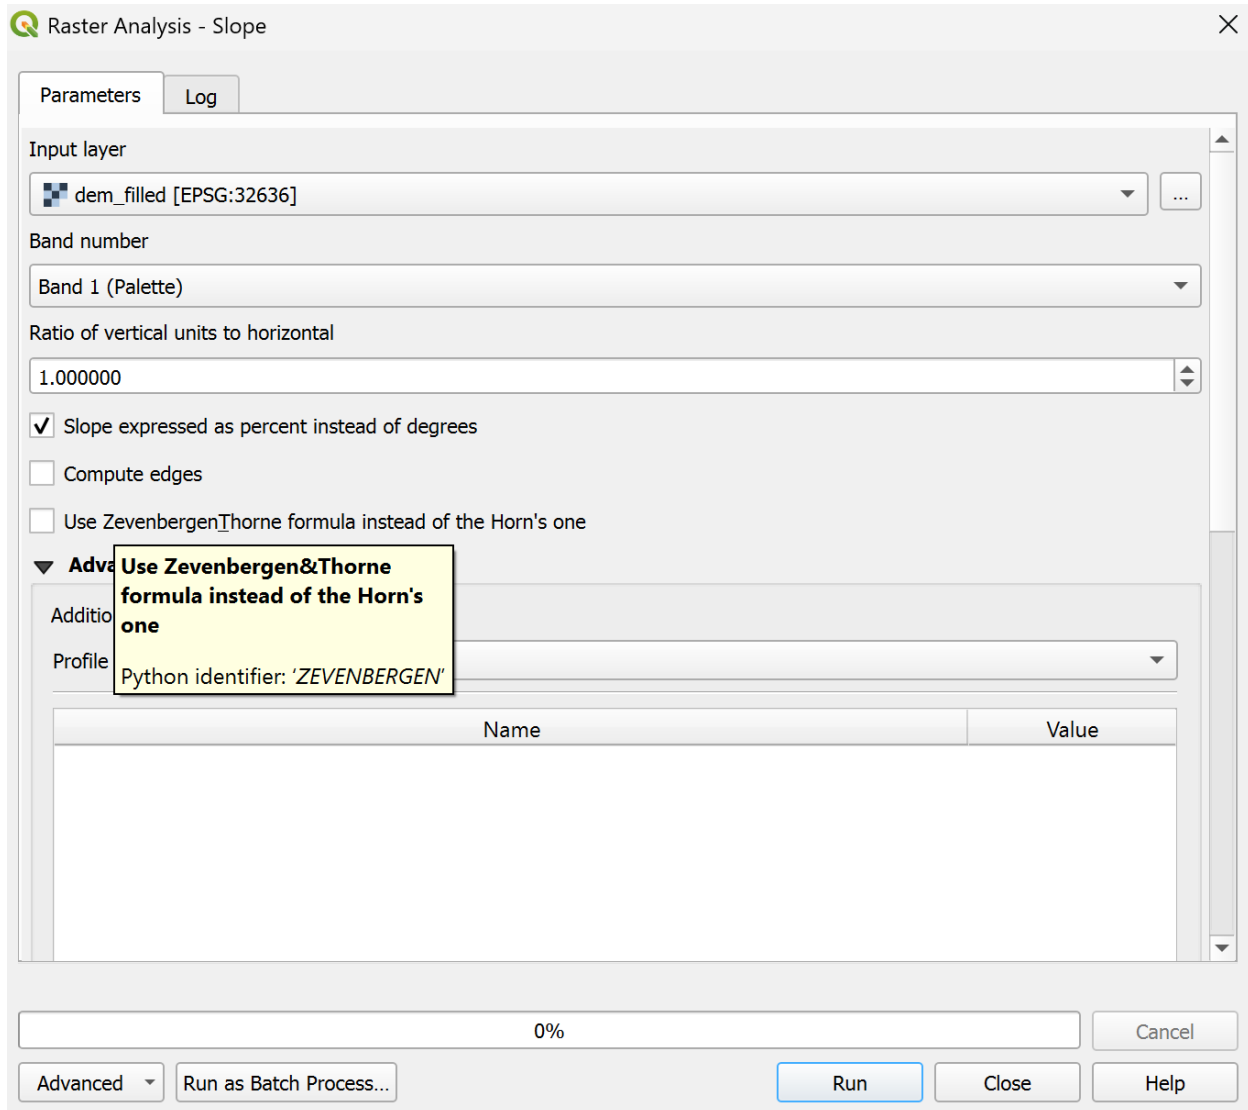 Raster Analysis - Slope
Parameters
Log
Input layer
dem_filled [EPSG:32636]
...
Band number
Band 1 (Palette)
Ratio of vertical units to horizontal
1.000000
Slope expressed as percent instead of degrees
Compute edges
Use ZevenbergenThorne formula instead of the Horn's one
Adva
Use Zevenbergen&Thorne
formula instead of the Horn's
one
Additio
Profile
Python identifier: ‘ZEVENBERGEN’
Name
Value
0%
Cancel
Advanced
Run as Batch Process...
Run
Close
Help